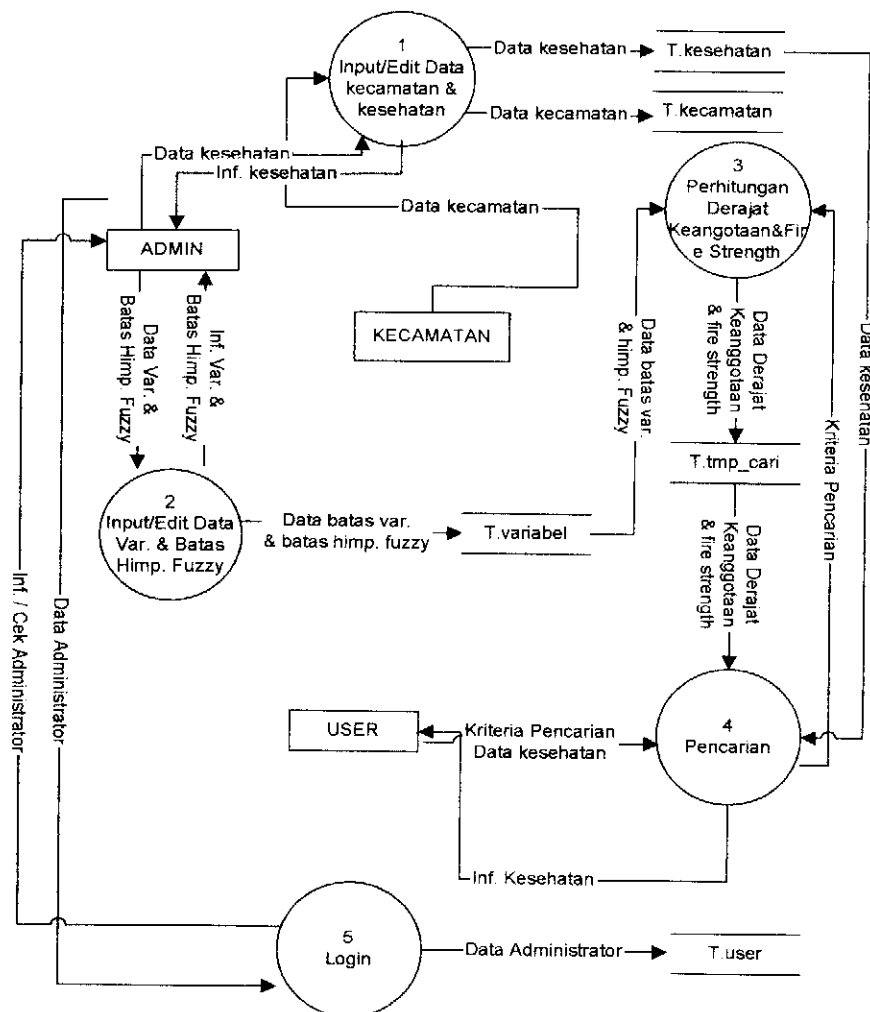 1
Input/Edit Data
kecamatan &
kesehatan
Data kesehatan
T.kesehatan
Data kecamatan
T.kecamatan
Data kesehatan
Inf. kesehatan
Data kecamatan
3
Perhitungan
Derajat
Keangotaan&Fir
e Strength
ADMIN
KECAMATAN
Data Var. &
Batas Himp. Fuzzy
Inf. Var. &
Batas Himp. Fuzzy
Data batas var.
& himp. Fuzzy
Data Derajat
Keanggotaan
& fire strength
Kriteria Pencarian
Data kesehatan
T.tmp_cari
2
Input/Edit Data
Var. & Batas
Himp. Fuzzy
Data batas var.
& batas himp. fuzzy
T.variabel
Data Derajat
Keanggotaan
& fire strength
Inf. / Cek Administrator
Data Administrator
USER
Kriteria Pencarian
Data kesehatan
4
Pencarian
Inf. Kesehatan
5
Login
Data Administrator
T.user